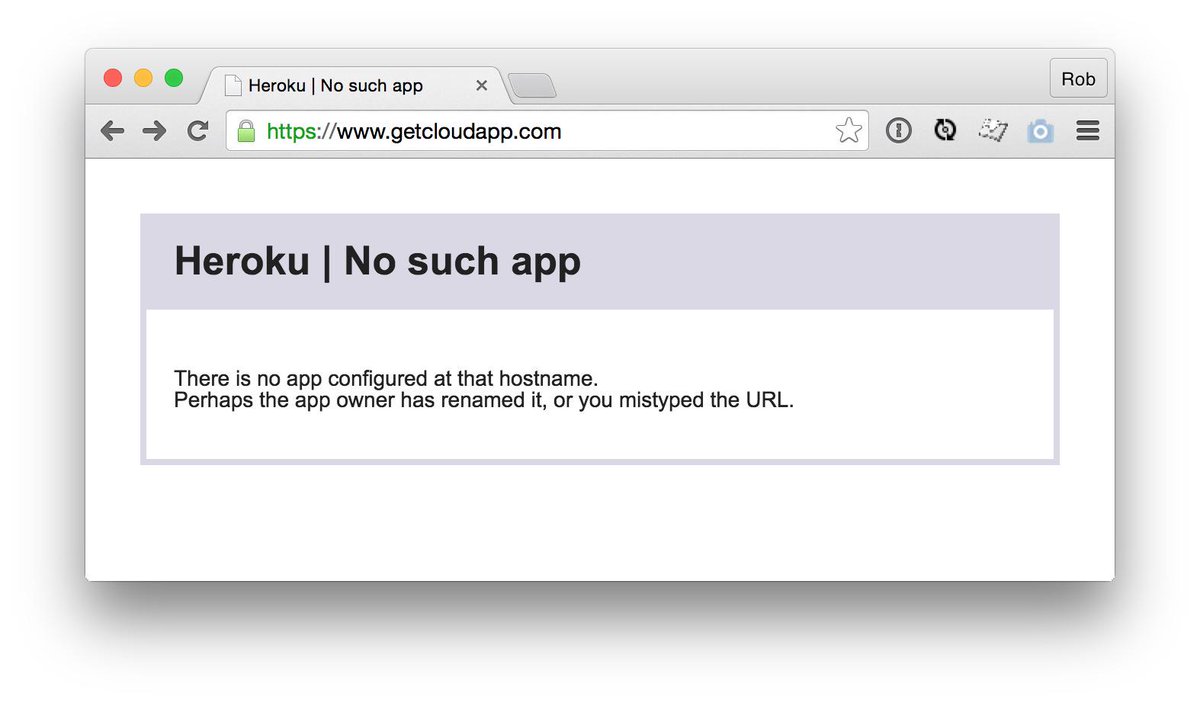 Heroku | No such app
Rob
https://www.getcloudapp.com
Heroku | No such app
There is no app configured at that hostname.
Perhaps the app owner has renamed it, or you mistyped the URL.